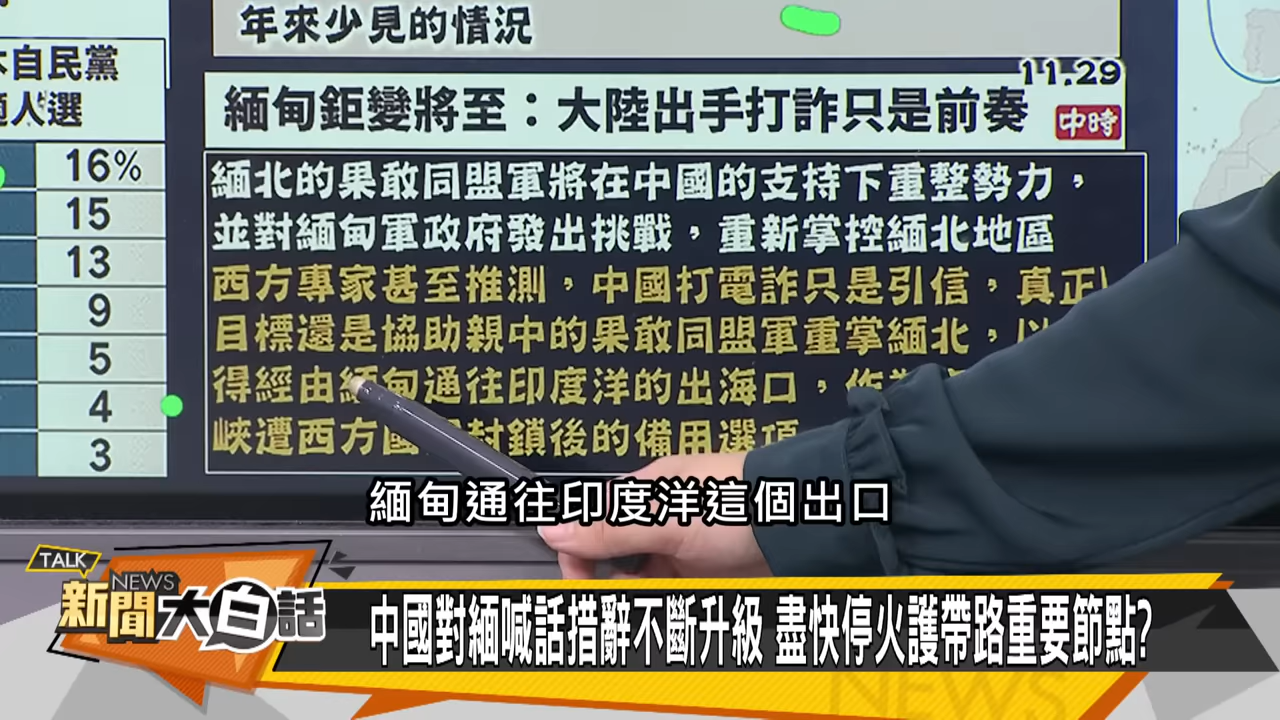 年來少見的情況
本自民黨
人選
16%
15
13
9
5
4
3
11.29
緬甸鉅變將至：大陸出手打詐只是前奏
中時
緬北的果敢同盟軍將在中國的支持下重整勢力，
並對緬甸軍政府發出挑戰，重新掌控緬北地區
西方專家甚至推測，中國打電詐只是引信，真正
目標還是協助親中的果敢同盟軍重掌緬北，以
得經由緬甸通往印度洋的出海口，作
峽遭西方國 封鎖後的備用選項
緬甸通往印度洋這個出口
TALK
NEWS
新聞大白話
中國對緬喊話措辭不斷升級 盡快停火護帶路重要節點?
NEWS